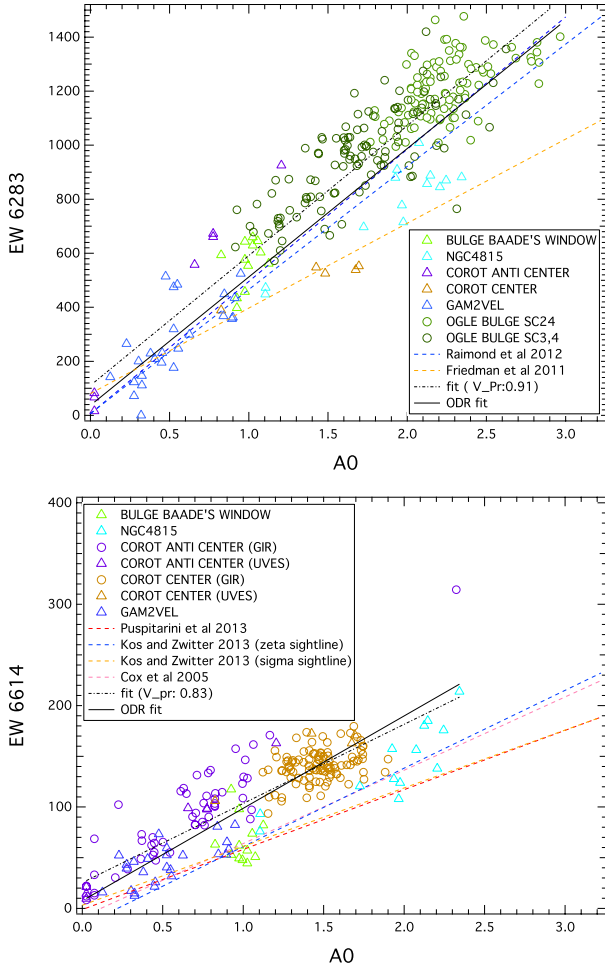 1400
1200
1000
800
600
400
200
0
EW 6283
BULGE BAADE'S WINDOW
NGC4815
COROT ANTI CENTER
COROT CENTER
GAM2VEL
OGLE BULGE SC24
OGLE BULGE SC3,4
Raimond et al 2012
Friedman et al 2011
fit ( V_Pr:0.91)
ODR fit
0.0 0.5 1.0 1.5 2.0 2.5 3.0
A0
400
300
200
100
0
EW 6614
BULGE BAADE'S WINDOW
NGC4815
COROT ANTI CENTER (GIR)
COROT ANTI CENTER (UVES)
COROT CENTER (GIR)
COROT CENTER (UVES)
GAM2VEL
Puspitarini et al 2013
Kos and Zwitter 2013 (zeta sightline)
Kos and Zwitter 2013 (sigma sightline)
Cox et al 2005
fit (V_pr: 0.83)
ODR fit
0.0 0.5 1.0 1.5 2.0 2.5 3.0
A0